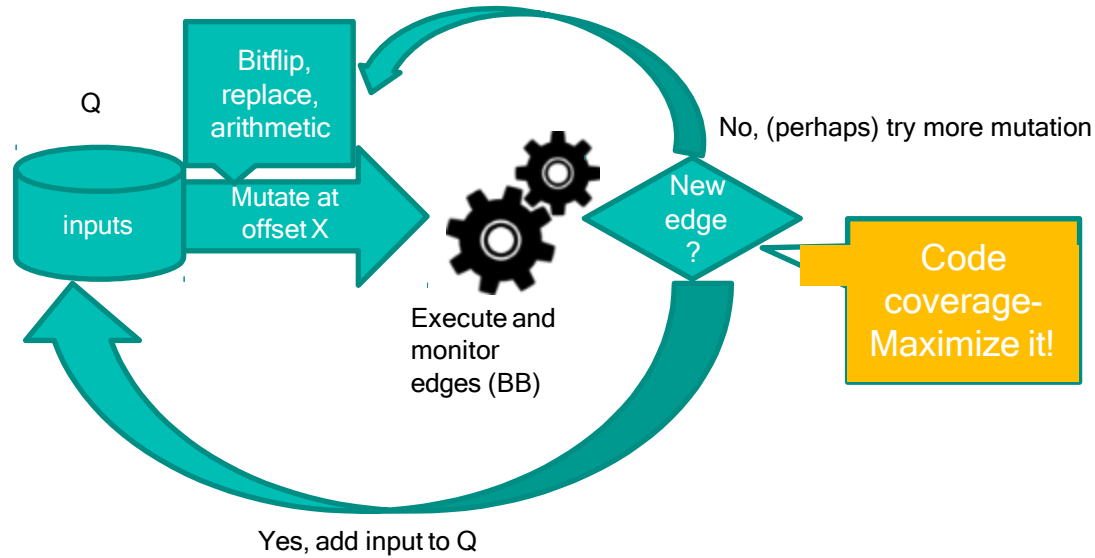 Q
Bitflip,
replace,
arithmetic
inputs
Mutate at
offset X
Execute and
monitor
edges (BB)
No, (perhaps) try more mutation
New
edge
?
Code
coverage-
Maximize it!
Yes, add input to Q